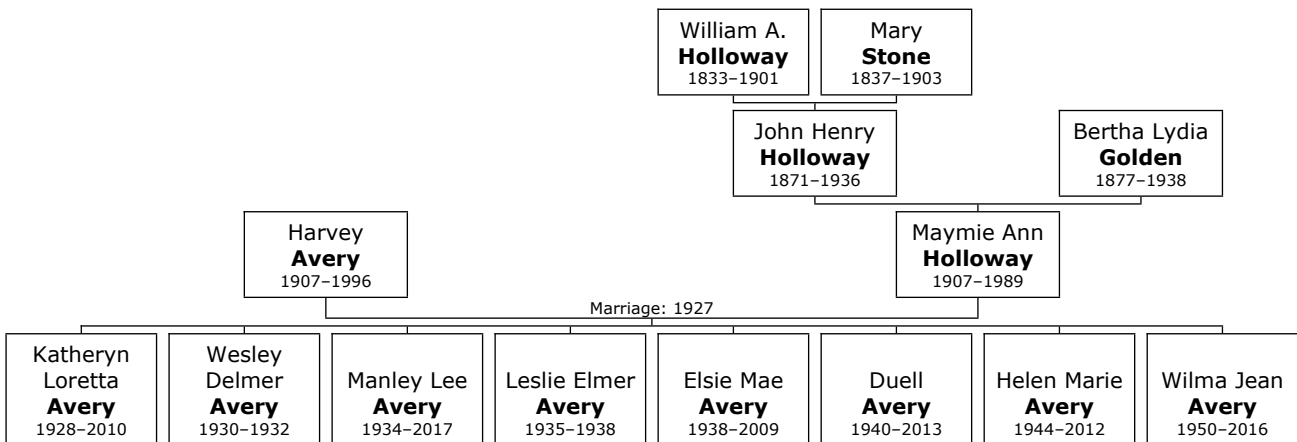 William A.
Holloway
1833–1901
Mary
Stone
1837–1903
John Henry
Holloway
1871–1936
Bertha Lydia
Golden
1877–1938
Harvey
Avery
1907–1996
Maymie Ann
Holloway
1907–1989
Marriage: 1927
Katheryn
Loretta
Avery
1928–2010
Wesley
Delmer
Avery
1930–1932
Manley Lee
Avery
1934–2017
Leslie Elmer
Avery
1935–1938
Elsie Mae
Avery
1938–2009
Duell
Avery
1940–2013
Helen Marie
Avery
1944–2012
Wilma Jean
Avery
1950–2016